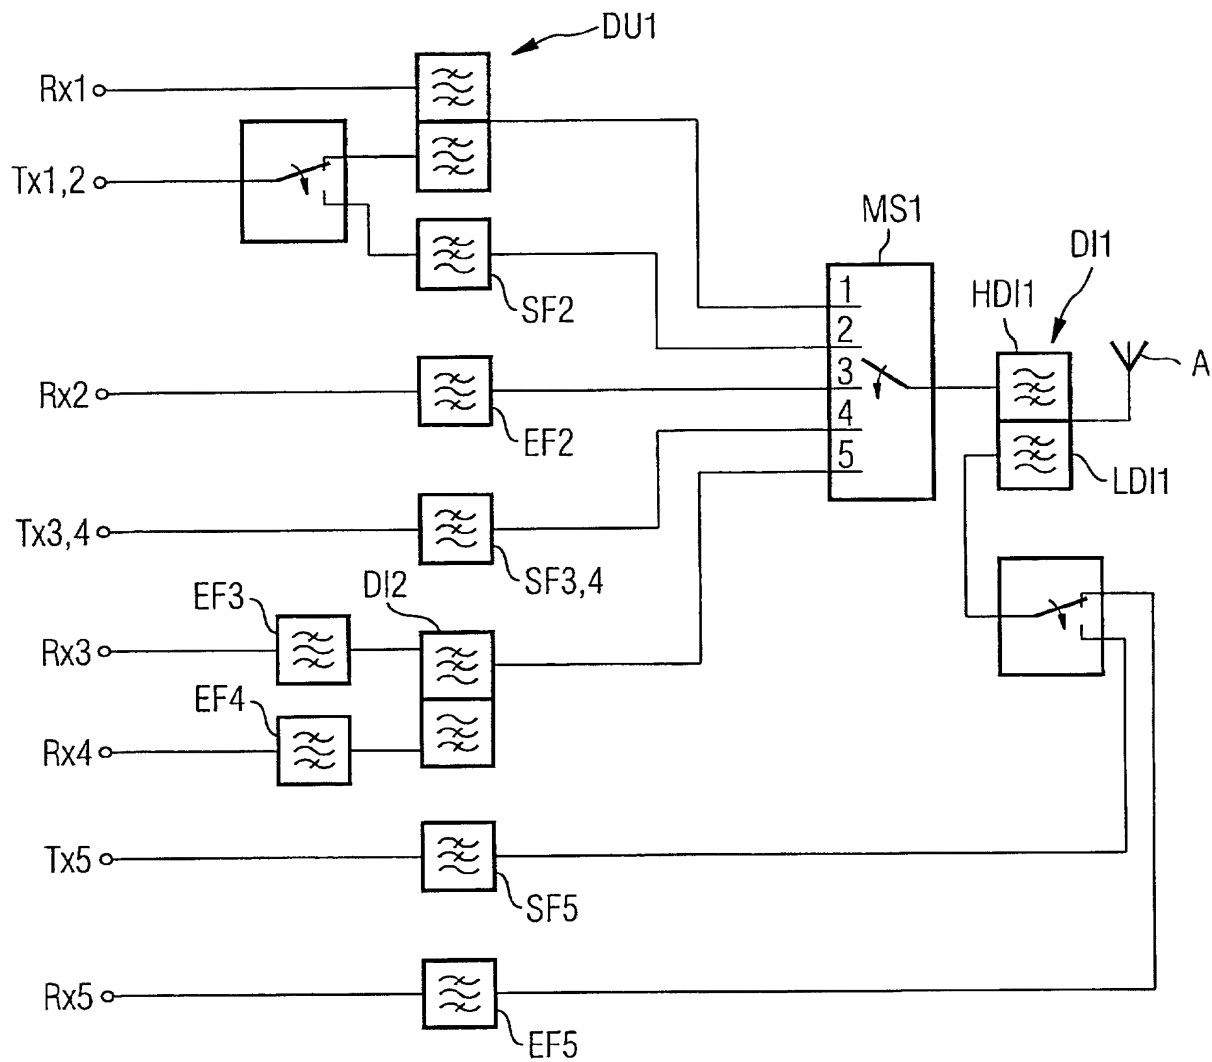 DU1
Rx1
Tx1,2
SF2
MS1
1
2
3
4
5
HDI1
DI1
A
LDI1
Rx2
EF2
Tx3,4
SF3,4
EF3
DI2
Rx3
EF4
Rx4
Tx5
SF5
Rx5
EF5